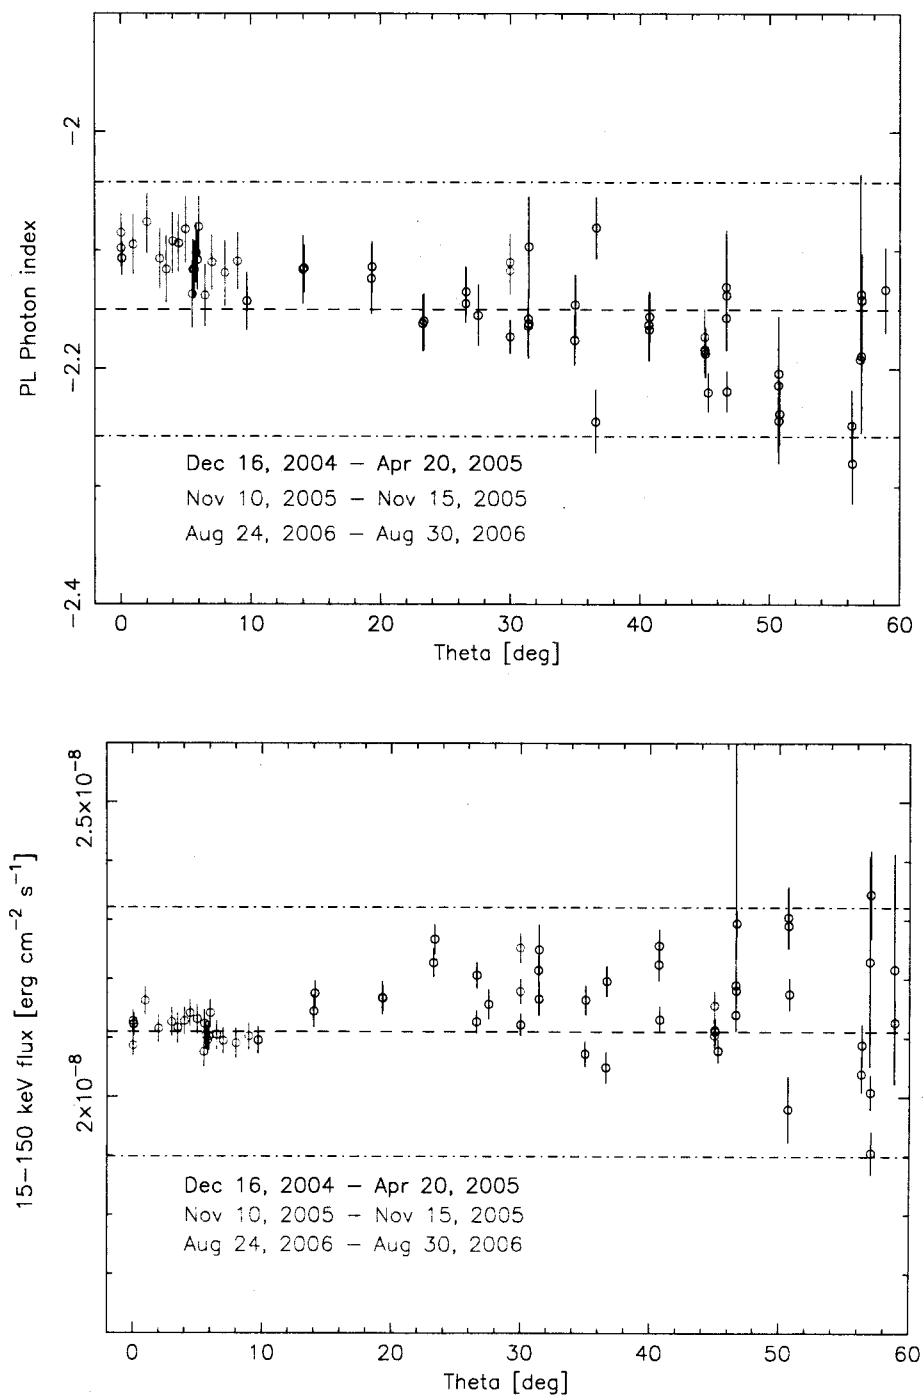 −2
−2.2
−2.4
PL Photon index
Dec 16, 2004 − Apr 20, 2005
Nov 10, 2005 − Nov 15, 2005
Aug 24, 2006 − Aug 30, 2006
0 10 20 30 40 50 60
Theta [deg]
2.5×10⁻⁸
2×10⁻⁸
15−150 keV flux [erg cm⁻² s⁻¹]
Dec 16, 2004 − Apr 20, 2005
Nov 10, 2005 − Nov 15, 2005
Aug 24, 2006 − Aug 30, 2006
0 10 20 30 40 50 60
Theta [deg]